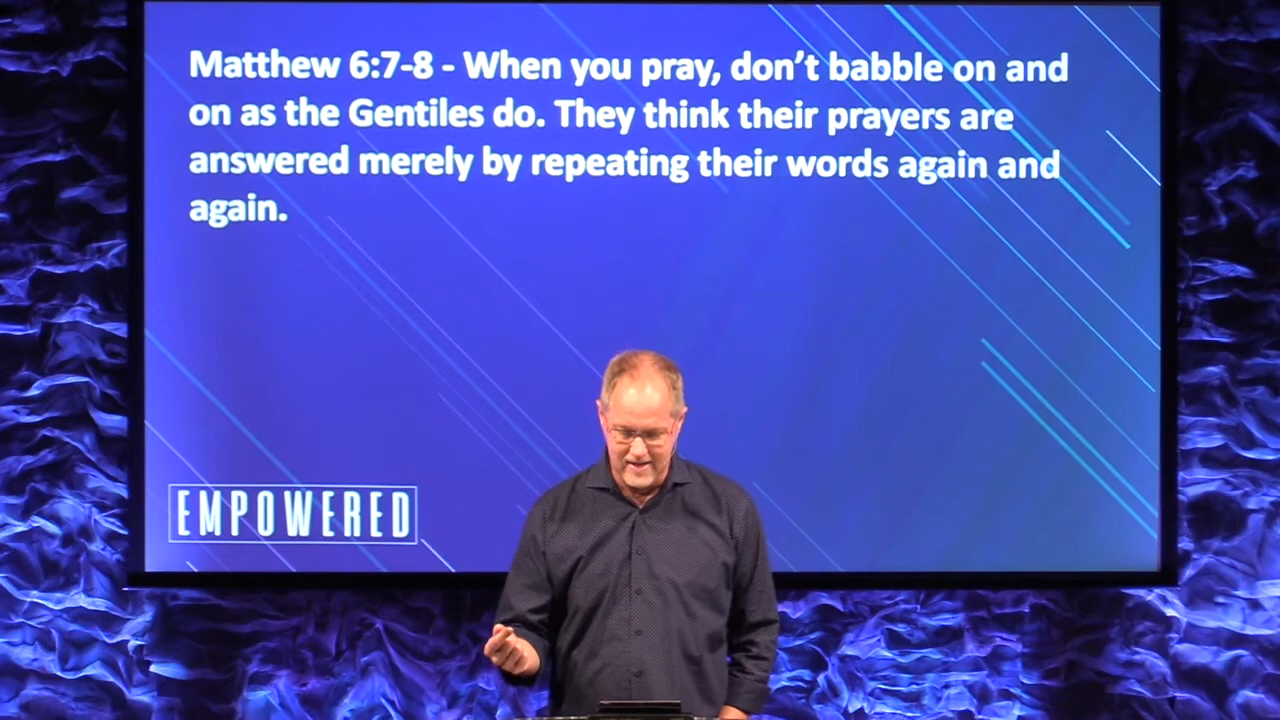 Matthew 6:7-8 - When you pray, don’t babble on and
on as the Gentiles do. They think their prayers are
answered merely by repeating their words again and
again.
EMPOWERED